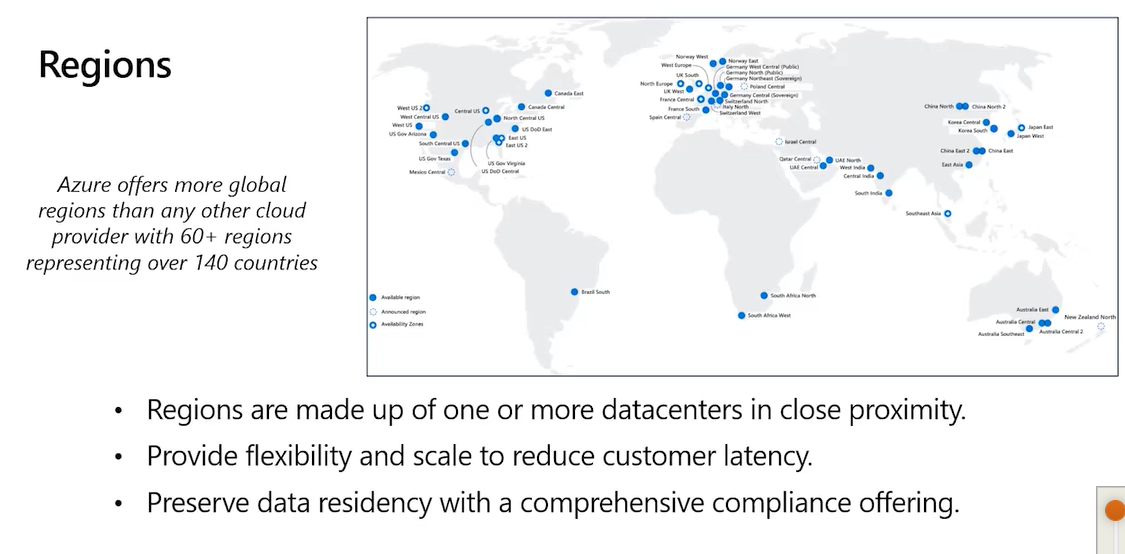 Regions
Azure offers more global
regions than any other cloud
provider with 60+ regions
representing over 140 countries
Norway West
Norway East
West Europe
Germany West Central (Public)
Germany North (Public)
Germany Northeast (Sovereign)
UK South
North Europe
Poland Central
UK West
Germany Central (Sovereign)
France Central
Switzerland North
France South
Italy North
Switzerland West
Spain Central
Canada East
West US 2
Central US
Canada Central
West Central US
North Central US
West US
US DoD East
US Gov Arizona
East US
South Central US
East US 2
US Gov Texas
US Gov Virginia
Mexico Central
US DoD Central
China North
China North 2
Korea Central
Japan East
Korea South
Japan West
Israel Central
China East 2
China East
Qatar Central
UAE North
East Asia
UAE Central
West India
Central India
South India
Southeast Asia
Brazil South
South Africa North
South Africa West
Australia East
New Zealand North
Australia Central
Australia Central 2
Australia Southeast
Available region
Announced region
Availability Zones
• Regions are made up of one or more datacenters in close proximity.
• Provide flexibility and scale to reduce customer latency.
• Preserve data residency with a comprehensive compliance offering.